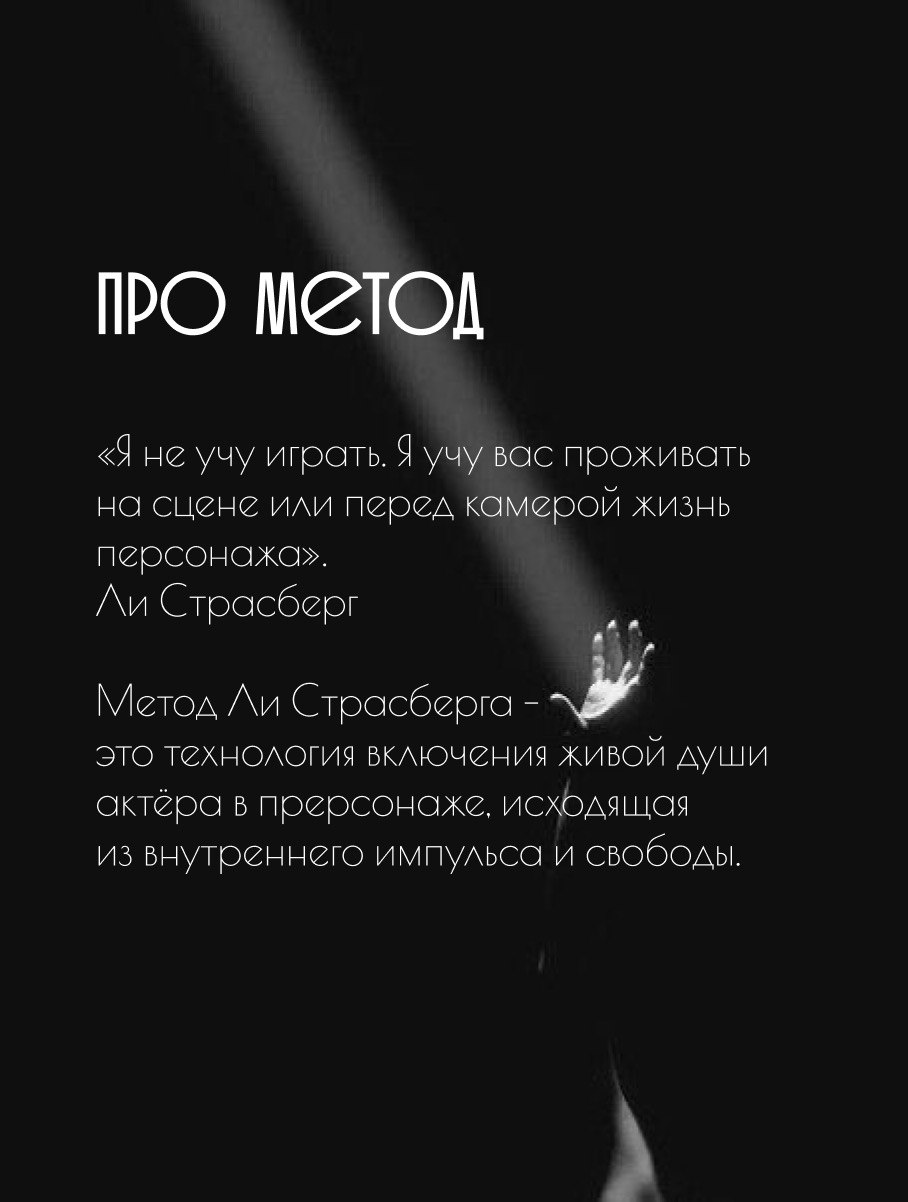 ПРО МЕТОД
«Я не учу играть. Я учу вас проживать
на сцене или перед камерой жизнь
персонажа».
Ли Страсберг
Метод Ли Страсберга –
это технология включения живой души
актёра в прерсонаже, исходящая
из внутреннего импульса и свободы.